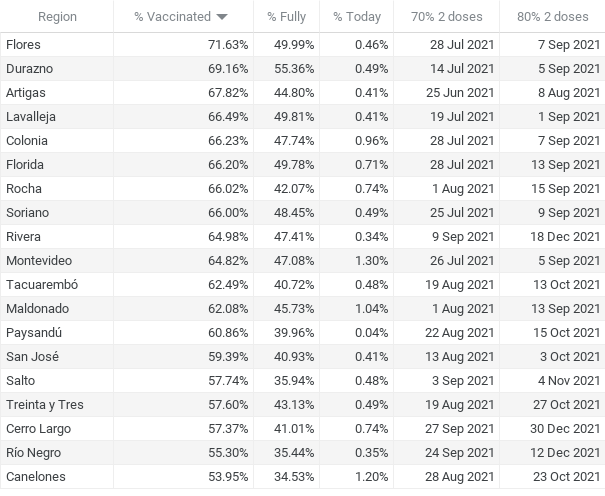 Region % Vaccinated % Fully % Today 70% 2 doses 80% 2 doses
Flores 71.63% 49.99% 0.46% 28 Jul 2021 7 Sep 2021
Durazno 69.16% 55.36% 0.49% 14 Jul 2021 5 Sep 2021
Artigas 67.82% 44.80% 0.41% 25 Jun 2021 8 Aug 2021
Lavalleja 66.49% 49.81% 0.41% 19 Jul 2021 1 Sep 2021
Colonia 66.23% 47.74% 0.96% 28 Jul 2021 7 Sep 2021
Florida 66.20% 49.78% 0.71% 28 Jul 2021 13 Sep 2021
Rocha 66.02% 42.07% 0.74% 1 Aug 2021 15 Sep 2021
Soriano 66.00% 48.45% 0.49% 25 Jul 2021 9 Sep 2021
Rivera 64.98% 47.41% 0.34% 9 Sep 2021 18 Dec 2021
Montevideo 64.82% 47.08% 1.30% 26 Jul 2021 5 Sep 2021
Tacuarembó 62.49% 40.72% 0.48% 19 Aug 2021 13 Oct 2021
Maldonado 62.08% 45.73% 1.04% 1 Aug 2021 13 Sep 2021
Paysandú 60.86% 39.96% 0.04% 22 Aug 2021 15 Oct 2021
San José 59.39% 40.93% 0.41% 13 Aug 2021 3 Oct 2021
Salto 57.74% 35.94% 0.48% 3 Sep 2021 4 Nov 2021
Treinta y Tres 57.60% 43.13% 0.49% 19 Aug 2021 27 Oct 2021
Cerro Largo 57.37% 41.01% 0.74% 27 Sep 2021 30 Dec 2021
Río Negro 55.30% 35.44% 0.35% 24 Sep 2021 12 Dec 2021
Canelones 53.95% 34.53% 1.20% 28 Aug 2021 23 Oct 2021